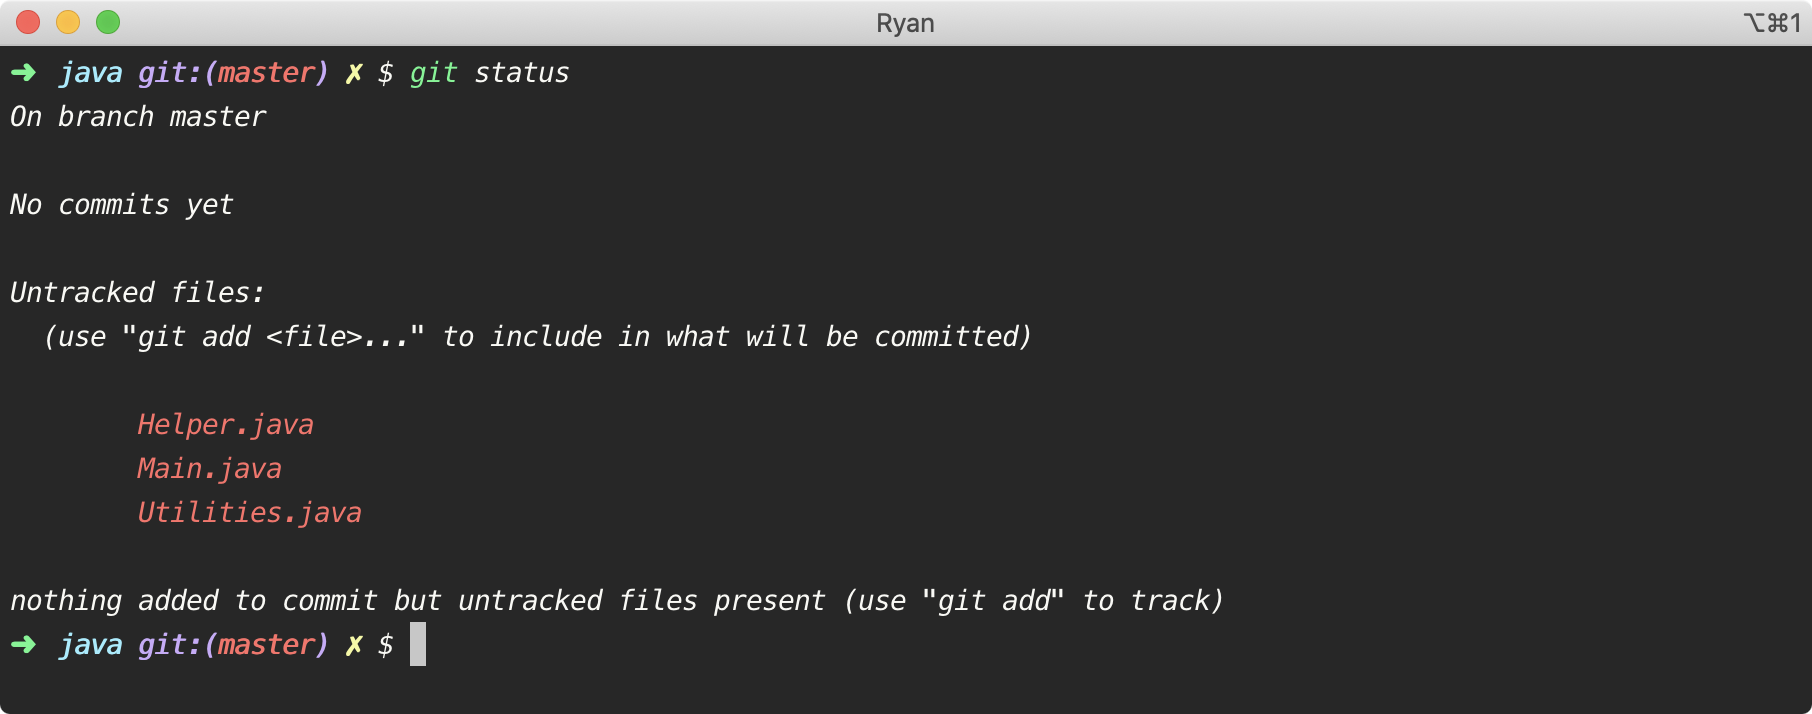 Ryan
⌥⌘1
➜ java git:(master) ✗ $ git status
On branch master
No commits yet
Untracked files:
(use "git add <file>..." to include in what will be committed)
Helper.java
Main.java
Utilities.java
nothing added to commit but untracked files present (use "git add" to track)
➜ java git:(master) ✗ $